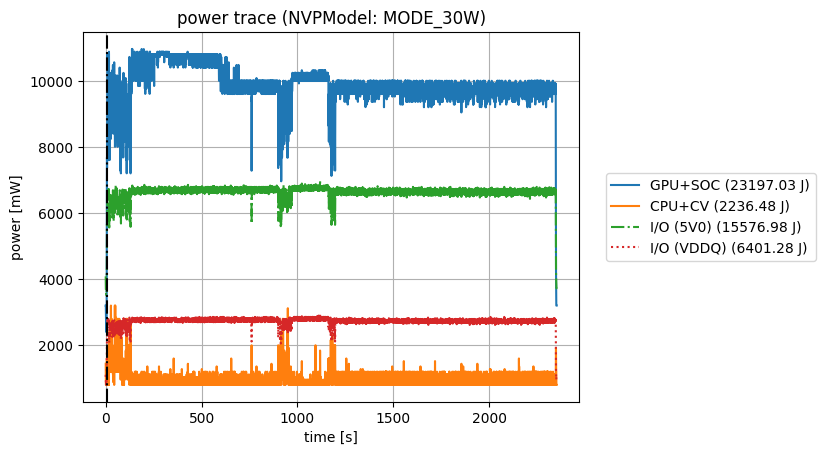 power trace (NVPModel: MODE_30W)
power [mW]
10000
8000
6000
4000
2000
0
500
1000
1500
2000
time [s]
GPU+SOC (23197.03 J)
CPU+CV (2236.48 J)
I/O (5V0) (15576.98 J)
I/O (VDDQ) (6401.28 J)